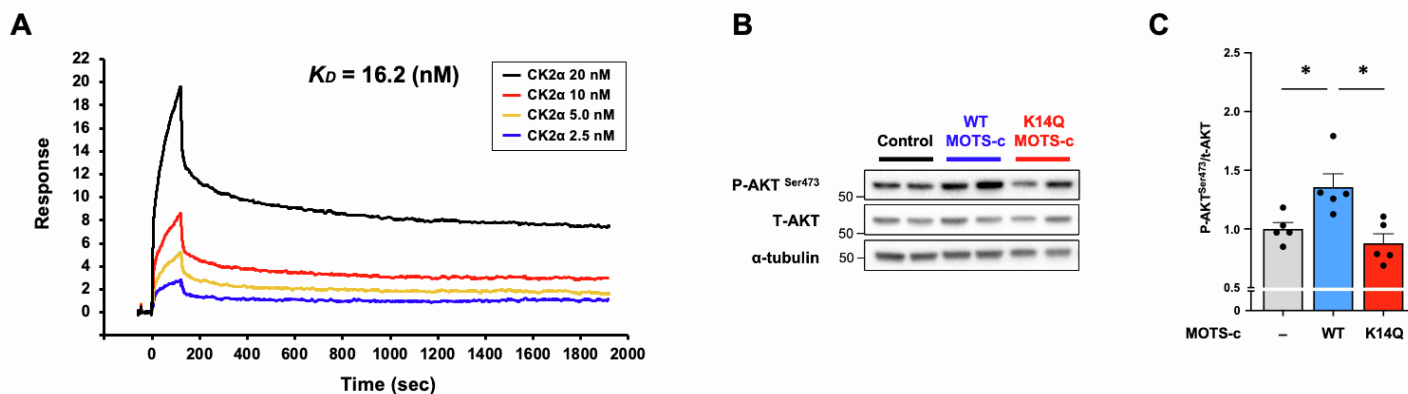 A
B
C
22
20
18
16
14
12
10
8
6
4
2
0
Response
K_D = 16.2 (nM)
CK2α 20 nM
CK2α 10 nM
CK2α 5.0 nM
CK2α 2.5 nM
0 200 400 600 800 1000 1200 1400 1600 1800 2000
Time (sec)
Control
WT
MOTS-c
K14Q
MOTS-c
P-AKT Ser473
50
T-AKT
50
α-tubulin
50
P-AKTSer473/t-AKT
2.5
2.0
1.5
1.0
0.5
0
* *
MOTS-c – WT K14Q